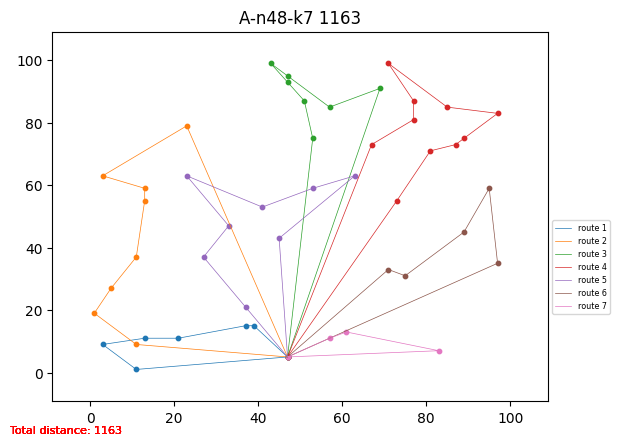 A-n48-k7 1163
100
80
60
40
20
0
0 20 40 60 80 100
route 1
route 2
route 3
route 4
route 5
route 6
route 7
Total distance: 1163